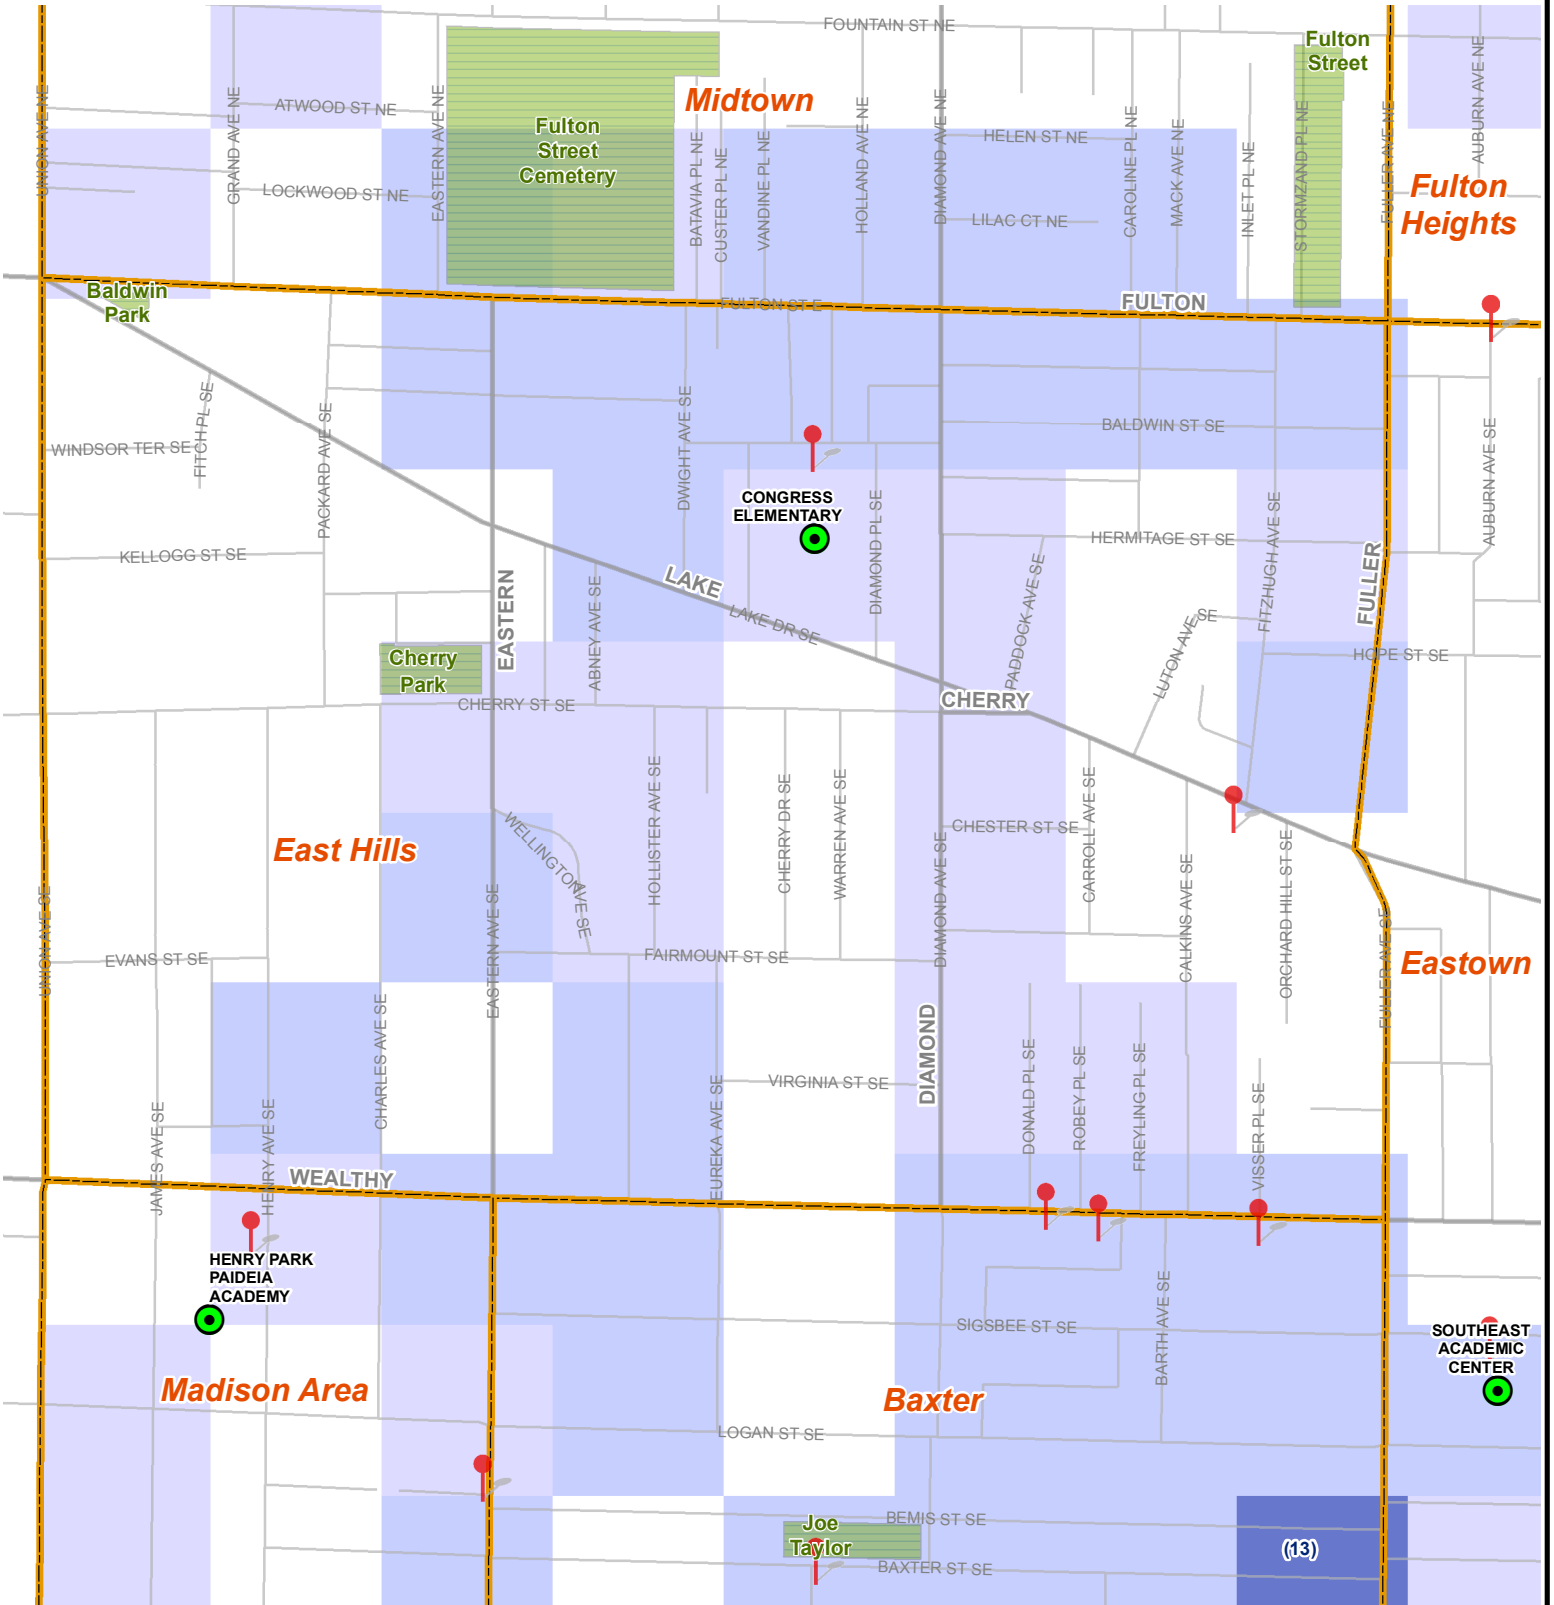 FOUNTAIN ST NE
Fulton
Street
Midtown
ATWOOD ST NE
Fulton
Street
Cemetery
HELEN ST NE
LOCKWOOD ST NE
LILAC CT NE
UNION AVE NE
GRAND AVE NE
EASTERN AVE NE
BATAVIA PL NE
CUSTER PL NE
VANDINE PL NE
HOLLAND AVE NE
DIAMOND AVE NE
CAROLINE PL NE
MACK AVE NE
INLET PL NE
STORMZAND PL NE
FULLER AVE NE
AUBURN AVE NE
Fulton
Heights
Baldwin
Park
FULTON ST E
FULTON
WINDSOR TER SE
FITCH PL SE
PACKARD AVE SE
DWIGHT AVE SE
BALDWIN ST SE
AUBURN AVE SE
CONGRESS
ELEMENTARY
DIAMOND PL SE
HERMITAGE ST SE
FITZHUGH AVE SE
KELLOGG ST SE
LAKE
LAKE DR SE
EASTERN
ABNEY AVE SE
PADDOCK AVE SE
LUTON AVE SE
FULLER
HOPE ST SE
Cherry
Park
CHERRY ST SE
CHERRY
East Hills
WELLINGTON AVE SE
HOLLISTER AVE SE
CHERRY DR SE
WARREN AVE SE
CHESTER ST SE
CARROLL AVE SE
DIAMOND AVE SE
CALKINS AVE SE
ORCHARD HILL ST SE
UNION AVE SE
EASTERN AVE SE
FULLER AVE SE
EVANS ST SE
FAIRMOUNT ST SE
Eastown
CHARLES AVE SE
DIAMOND
VIRGINIA ST SE
JAMES AVE SE
HENRY AVE SE
EUREKA AVE SE
DONALD PL SE
ROBEY PL SE
FREYLING PL SE
VISSER PL SE
WEALTHY
HENRY PARK
PAIDEIA
ACADEMY
SIGSBEE ST SE
BARTH AVE SE
SOUTHEAST
ACADEMIC
CENTER
Madison Area
Baxter
LOGAN ST SE
BEMIS ST SE
Joe
Taylor
BAXTER ST SE
(13)